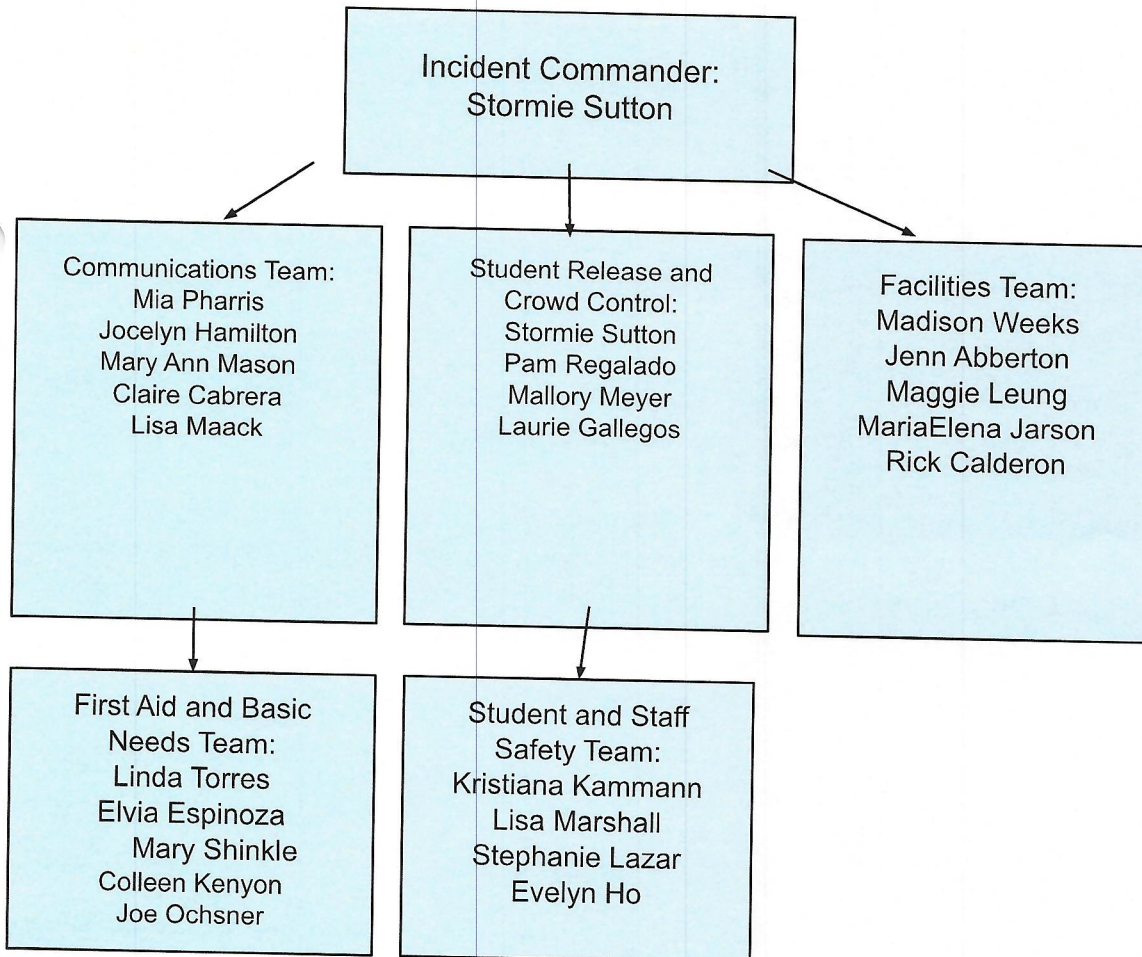 Incident Commander:
Stormie Sutton
Communications Team:
Mia Pharris
Jocelyn Hamilton
Mary Ann Mason
Claire Cabrera
Lisa Maack
Student Release and
Crowd Control:
Stormie Sutton
Pam Regalado
Mallory Meyer
Laurie Gallegos
Facilities Team:
Madison Weeks
Jenn Abberton
Maggie Leung
MariaElena Jarson
Rick Calderon
First Aid and Basic
Needs Team:
Linda Torres
Elvia Espinoza
Mary Shinkle
Colleen Kenyon
Joe Ochsner
Student and Staff
Safety Team:
Kristiana Kammann
Lisa Marshall
Stephanie Lazar
Evelyn Ho